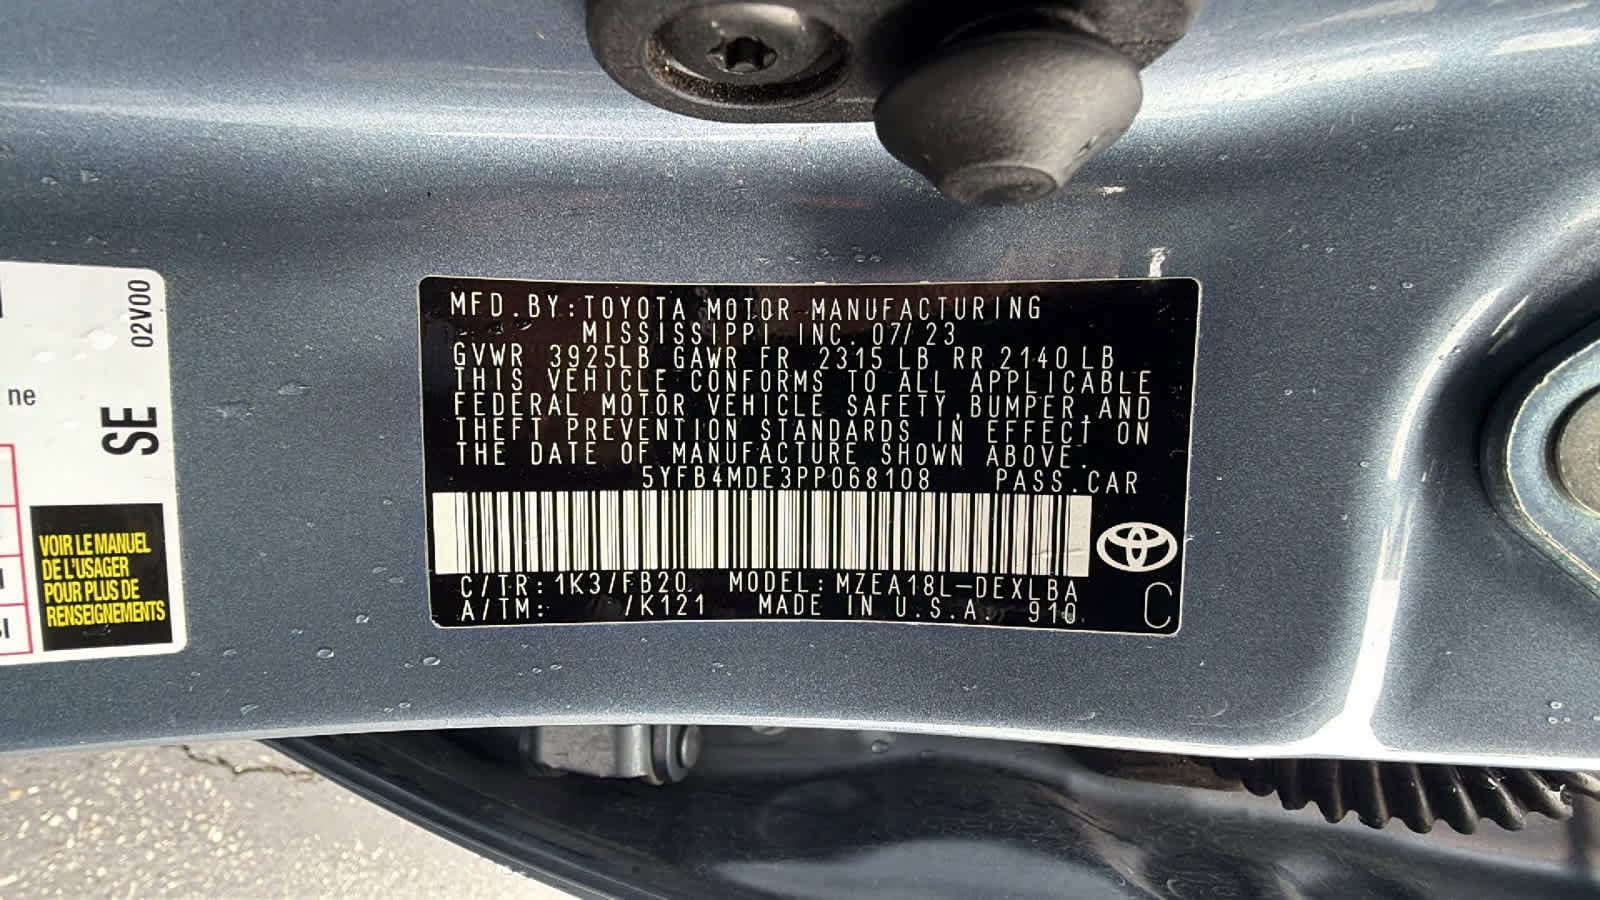 MFD.BY:TOYOTA MOTOR MANUFACTURING
MISSISSIPPI INC. 07/23
GVWR 3925LB GAWR FR 2315 LB RR 2140 LB
THIS VEHICLE CONFORMS TO ALL APPLICABLE
FEDERAL MOTOR VEHICLE SAFETY,BUMPER,AND
THEFT PREVENTION STANDARDS IN EFFECT ON
THE DATE OF MANUFACTURE SHOWN ABOVE.
5YFB4MDE3PP068108 PASS.CAR
C/TR:1K3/FB20 MODEL:MZEA18L-DEXLBA
A/TM: /K121 MADE IN U.S.A. 910
C
02V00
ne
SE
VOIR LE MANUEL
DE L'USAGER
POUR PLUS DE
RENSEIGNEMENTS